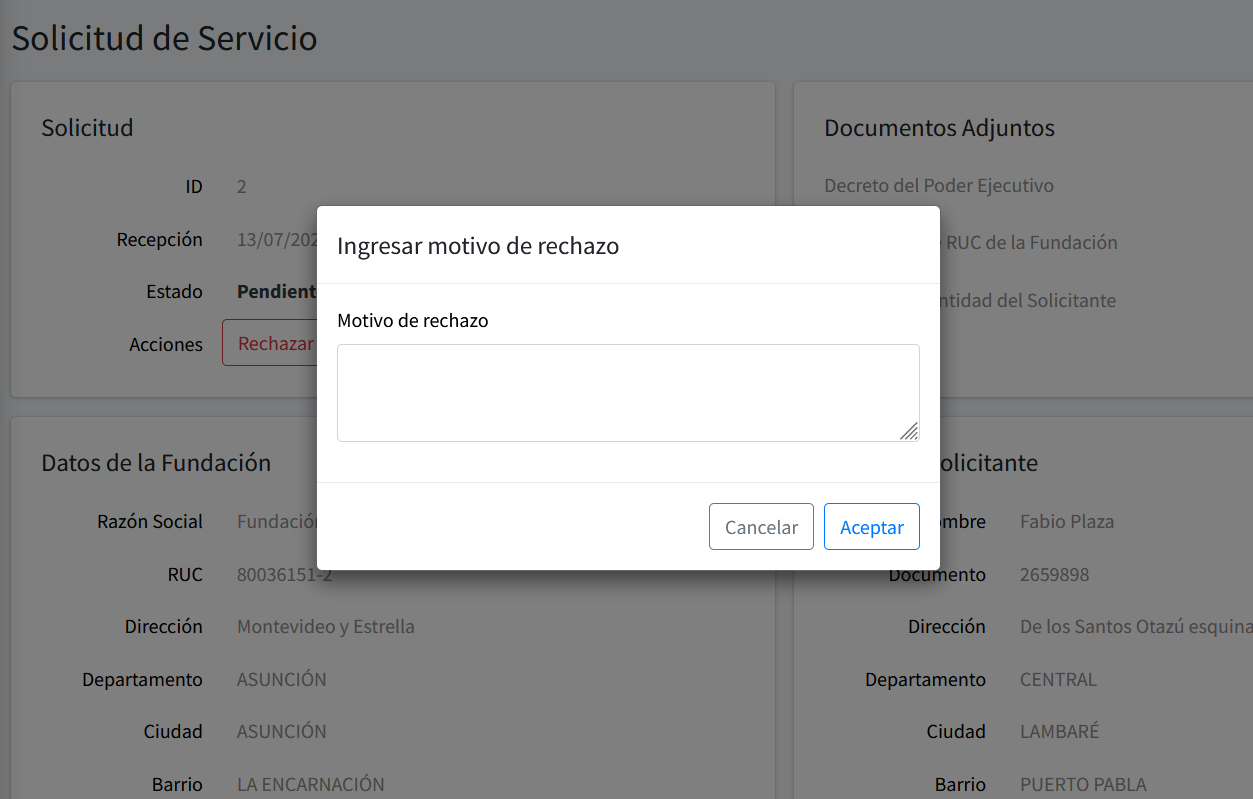 Solicitud de Servicio
Solicitud
ID 2
Recepción 13/07/202
Estado Pendient
Acciones Rechazar
Documentos Adjuntos
Decreto del Poder Ejecutivo
RUC de la Fundación
del Solicitante
Ingresar motivo de rechazo
Motivo de rechazo
Cancelar Aceptar
Datos de la Fundación
Razón Social Fundació
RUC 80036151-2
Dirección Montevideo y Estrella
Departamento ASUNCIÓN
Ciudad ASUNCIÓN
Barrio LA ENCARNACIÓN
olicitante
mbre Fabio Plaza
Documento 2659898
Dirección De los Santos Otazú esquina
Departamento CENTRAL
Ciudad LAMBARÉ
Barrio PUERTO PABLA